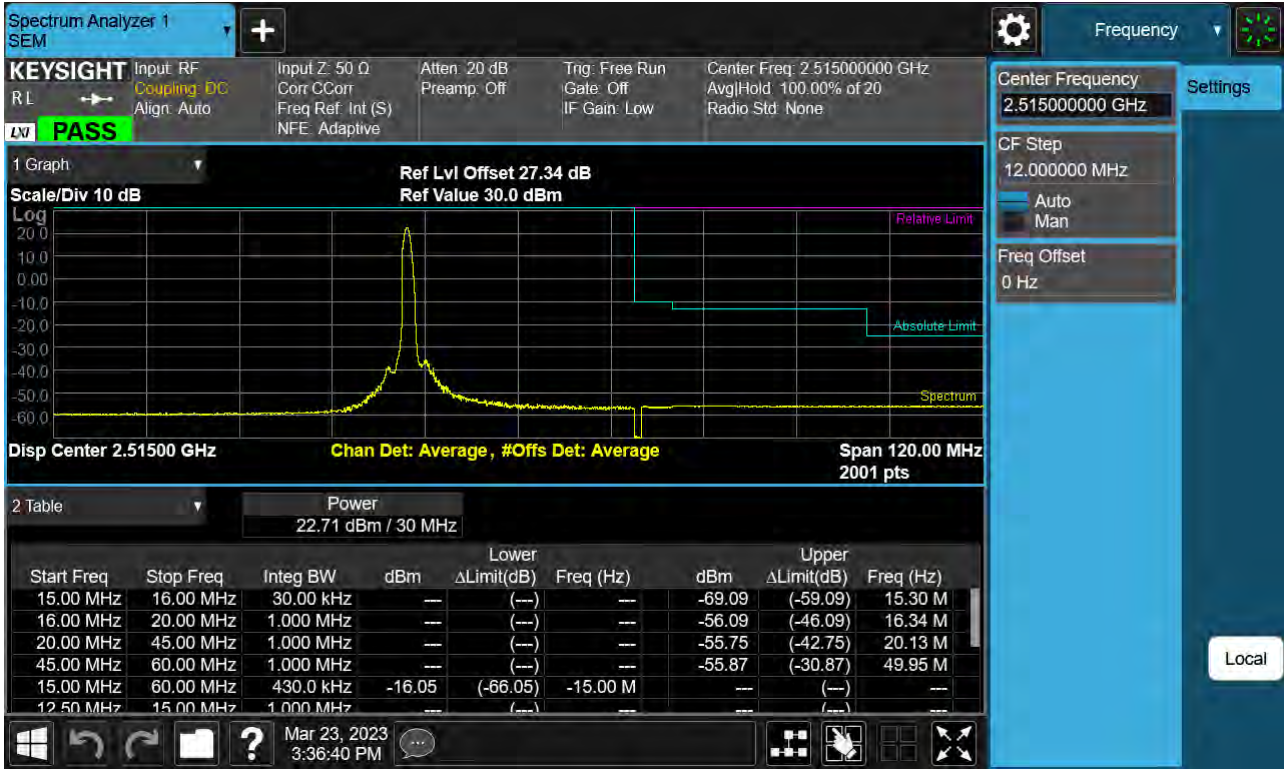 Spectrum Analyzer 1
SEM
+
Frequency
KEYSIGHT
RL
LXI
PASS
Input: RF
Coupling: DC
Align: Auto
Input Z: 50 Ω
Corr CCorr
Freq Ref: Int (S)
NFE: Adaptive
Atten: 20 dB
Preamp: Off
Trig: Free Run
Gate: Off
IF Gain: Low
Center Freq: 2.515000000 GHz
Avg|Hold: 100.00% of 20
Radio Std: None
Center Frequency
2.515000000 GHz
Settings
CF Step
12.000000 MHz
Auto
Man
Freq Offset
0 Hz
Local
1 Graph
Scale/Div 10 dB
Ref Lvl Offset 27.34 dB
Ref Value 30.0 dBm
Log
20.0
10.0
0.00
-10.0
-20.0
-30.0
-40.0
-50.0
-60.0
Relative Limit
Absolute Limit
Spectrum
Disp Center 2.51500 GHz
Chan Det: Average, #Offs Det: Average
Span 120.00 MHz
2001 pts
2 Table
Power
22.71 dBm / 30 MHz
Lower Upper
Start Freq Stop Freq Integ BW dBm ΔLimit(dB) Freq (Hz) dBm ΔLimit(dB) Freq (Hz)
15.00 MHz 16.00 MHz 30.00 kHz --- (---) --- -69.09 (-59.09) 15.30 M
16.00 MHz 20.00 MHz 1.000 MHz --- (---) --- -56.09 (-46.09) 16.34 M
20.00 MHz 45.00 MHz 1.000 MHz --- (---) --- -55.75 (-42.75) 20.13 M
45.00 MHz 60.00 MHz 1.000 MHz --- (---) --- -55.87 (-30.87) 49.95 M
15.00 MHz 60.00 MHz 430.0 kHz -16.05 (-66.05) -15.00 M --- (---) ---
12.50 MHz 15.00 MHz 1.000 MHz --- (---) --- --- (---) ---
?
Mar 23, 2023
3:36:40 PM